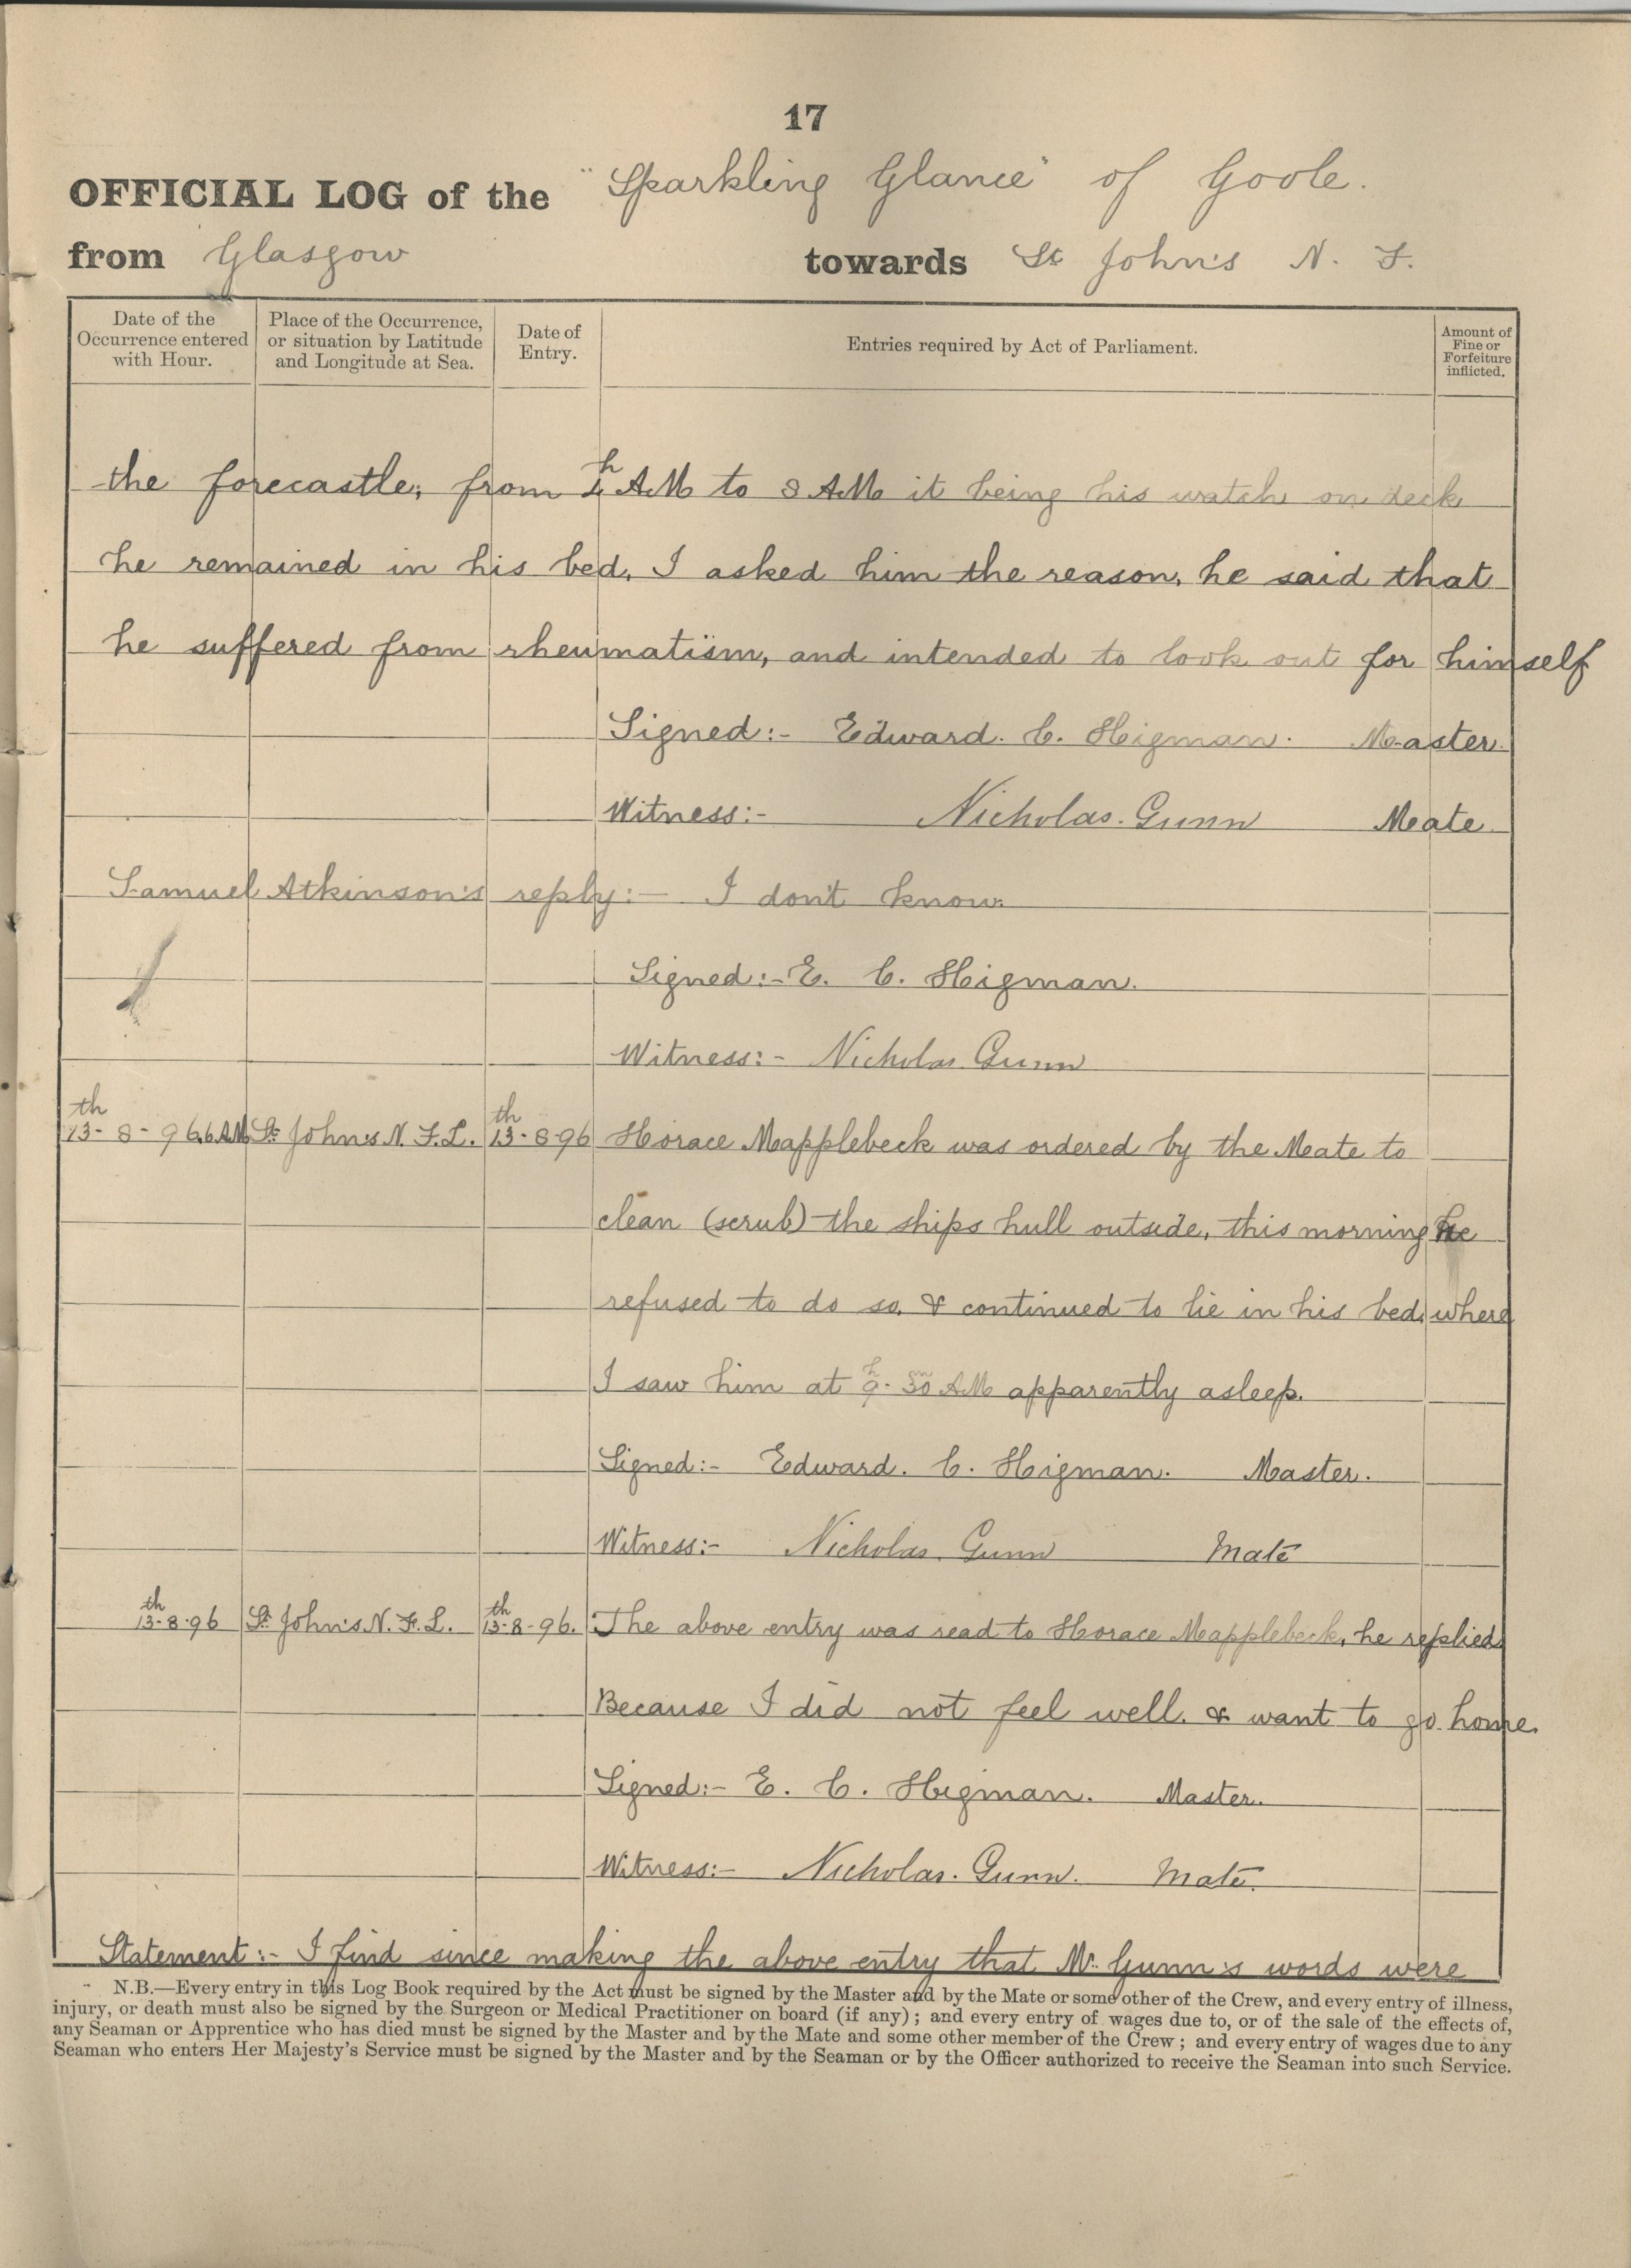 17
OFFICIAL LOG of the "Sparkling Glance" of Goole.
from Glasgow towards St John's N. F.
Date of the Occurrence entered with Hour.
Place of the Occurrence, or situation by Latitude and Longitude at Sea.
Date of Entry.
Entries required by Act of Parliament.
Amount of Fine or Forfeiture inflicted.
the forecastle, from 4h AM to 8 AM it being his watch on deck
he remained in his bed, I asked him the reason, he said that
he suffered from rheumatism, and intended to look out for himself
Signed:- Edward. C. Higman. Master.
Witness:- Nicholas. Gunn Meate.
Samuel Atkinson's reply:- I don't know.
Signed:- E. C. Higman.
Witness:- Nicholas Gunn
13th-8-96.6.AM St John's N. F.L. 13th-8-96 Horace Mapplebeck was ordered by the Meate to
clean (scrub) the ships hull outside, this morning he
refused to do so, & continued to lie in his bed, where
I saw him at 9h-30m AM apparently asleep.
Signed:- Edward. C. Higman. Master.
Witness:- Nicholas. Gunn Mate
13th-8-96 St John's N. F. L. 13th-8-96. The above entry was read to Horace Mapplebeck, he replied
Because I did not feel well. & want to go home.
Signed:- E. C. Higman. Master.
Witness:- Nicholas. Gunn. Mate.
Statement:- I find since making the above entry that Mr. Gunn's words were
N.B.—Every entry in this Log Book required by the Act must be signed by the Master and by the Mate or some other of the Crew, and every entry of illness,
injury, or death must also be signed by the Surgeon or Medical Practitioner on board (if any); and every entry of wages due to, or of the sale of the effects of,
any Seaman or Apprentice who has died must be signed by the Master and by the Mate and some other member of the Crew; and every entry of wages due to any
Seaman who enters Her Majesty's Service must be signed by the Master and by the Seaman or by the Officer authorized to receive the Seaman into such Service.